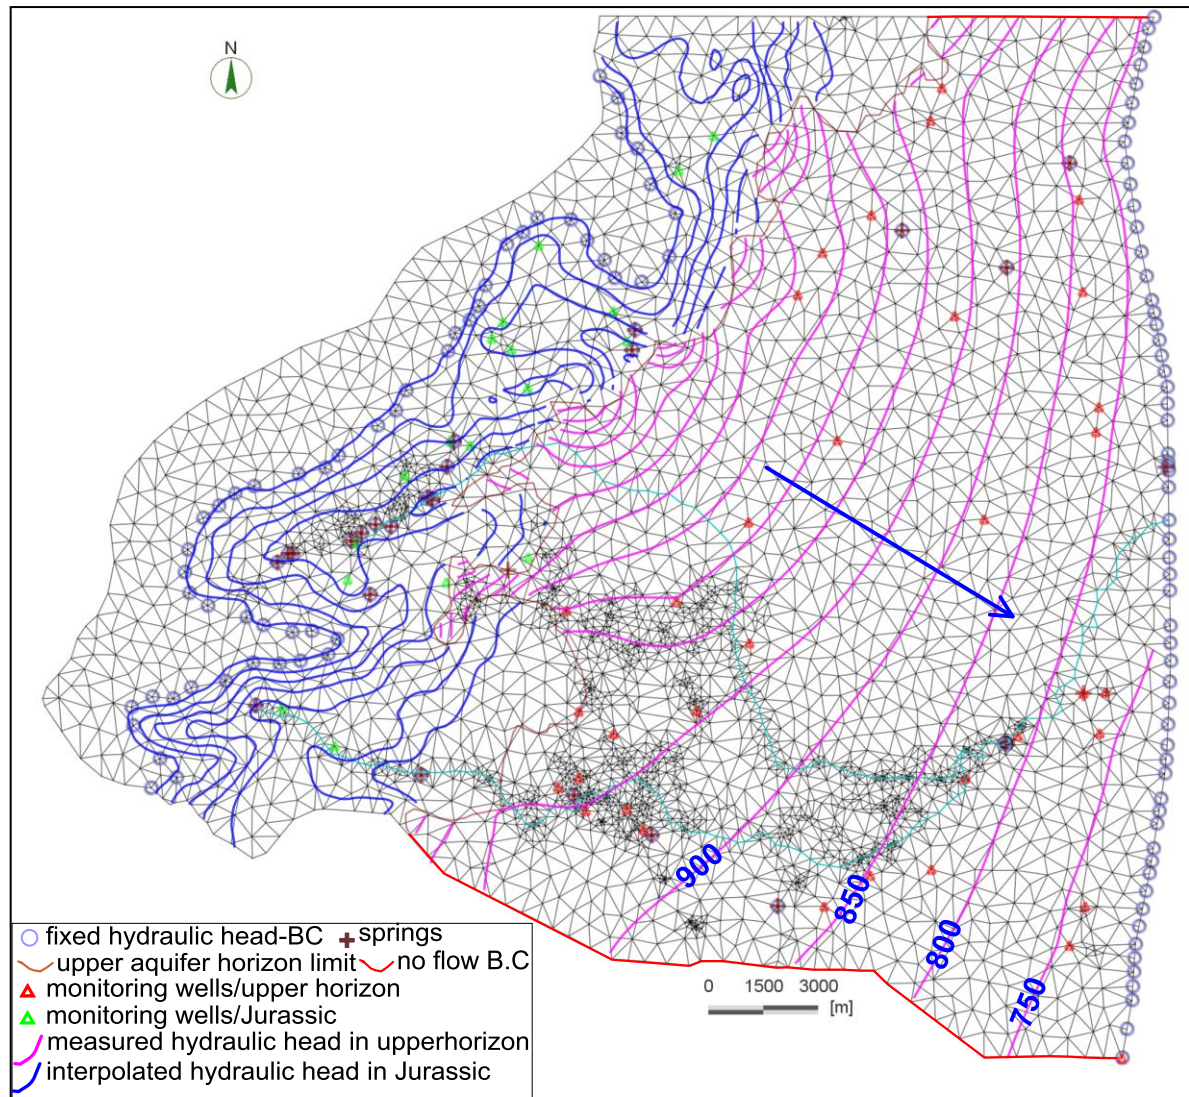 N
900
850
800
750
0 1500 3000
[m]
fixed hydraulic head-BC springs
upper aquifer horizon limit no flow B.C
monitoring wells/upper horizon
monitoring wells/Jurassic
measured hydraulic head in upperhorizon
interpolated hydraulic head in Jurassic